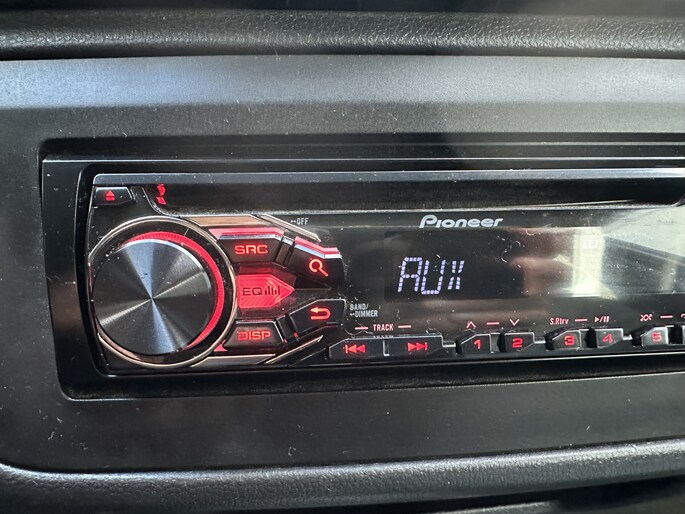 OFF
Pioneer
SRC
AUX
EQ
BAND/
DIMMER
DISP
TRACK
S.Rtrv
1
2
3
4
5